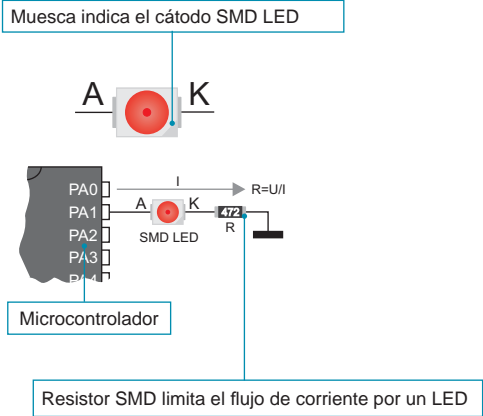 Muesca indica el cátodo SMD LED
A K
PA0 I R=U/I
PA1 A K 472
PA2 SMD LED R
PA3
PA4
Microcontrolador
Resistor SMD limita el flujo de corriente por un LED